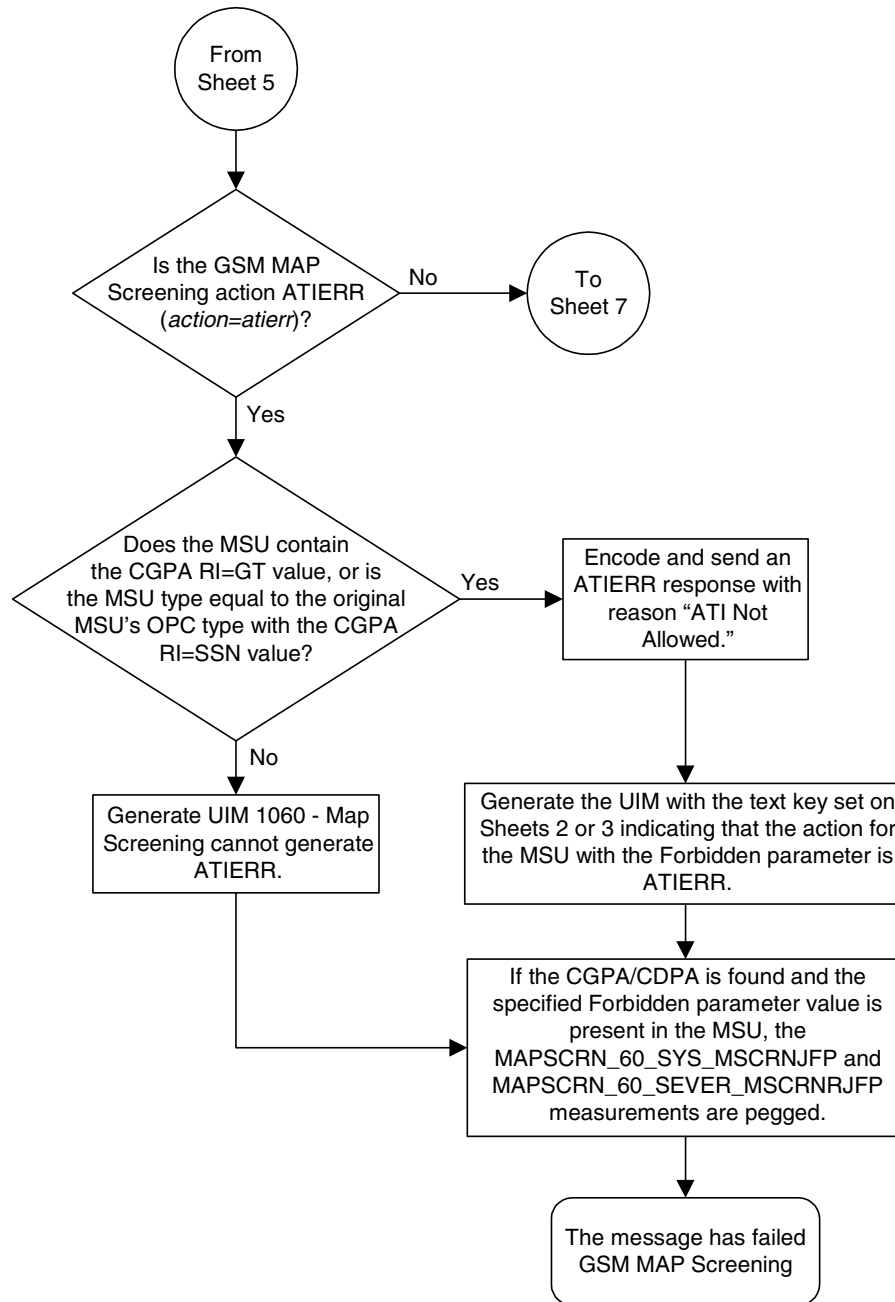 From
Sheet 5
Is the GSM MAP
Screening action ATIERR
(action=atierr)?
No
To
Sheet 7
Yes
Does the MSU contain
the CGPA RI=GT value, or is
the MSU type equal to the original
MSU's OPC type with the CGPA
RI=SSN value?
Yes
Encode and send an
ATIERR response with
reason “ATI Not
Allowed.”
No
Generate UIM 1060 - Map
Screening cannot generate
ATIERR.
Generate the UIM with the text key set on
Sheets 2 or 3 indicating that the action for
the MSU with the Forbidden parameter is
ATIERR.
If the CGPA/CDPA is found and the
specified Forbidden parameter value is
present in the MSU, the
MAPSCRN_60_SYS_MSCRNJFP and
MAPSCRN_60_SEVER_MSCRNRJFP
measurements are pegged.
The message has failed
GSM MAP Screening